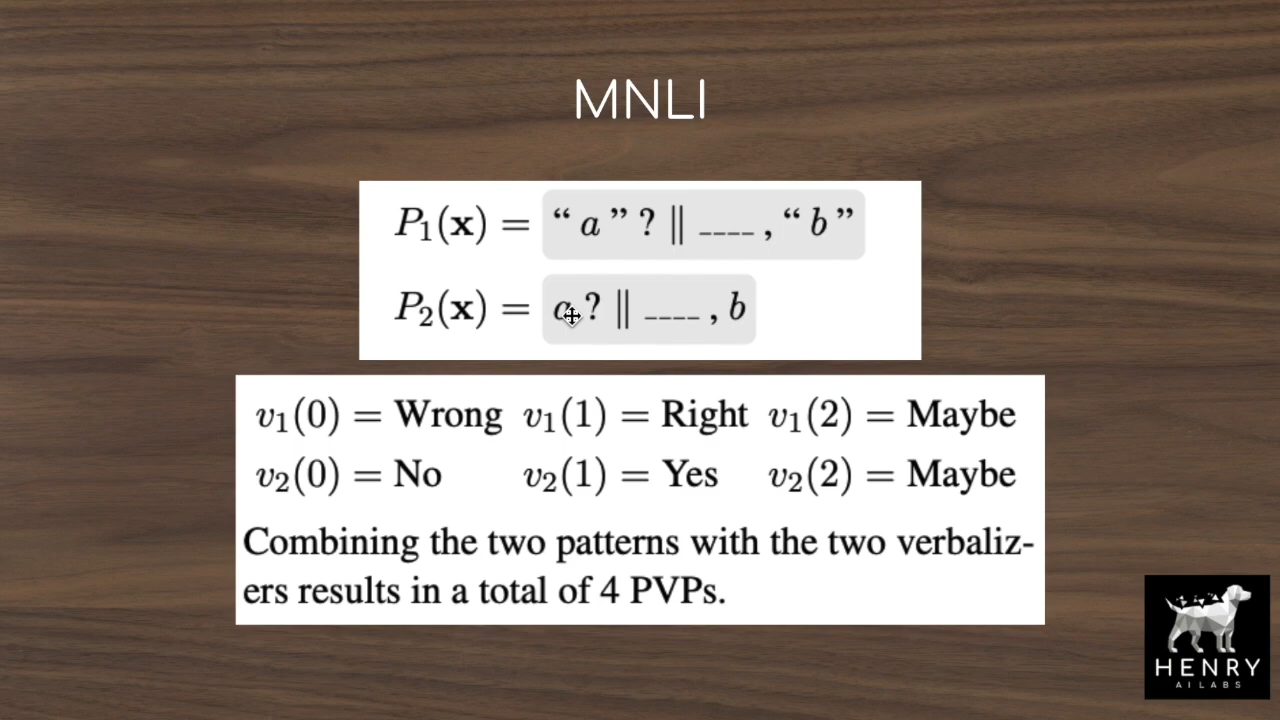 MNLI
P₁(x) = “ a ” ? ‖ ____ , “ b ”
P₂(x) = a ? ‖ ____ , b
v₁(0) = Wrong v₁(1) = Right v₁(2) = Maybe
v₂(0) = No v₂(1) = Yes v₂(2) = Maybe
Combining the two patterns with the two verbaliz-
ers results in a total of 4 PVPs.
HENRY
AI LABS